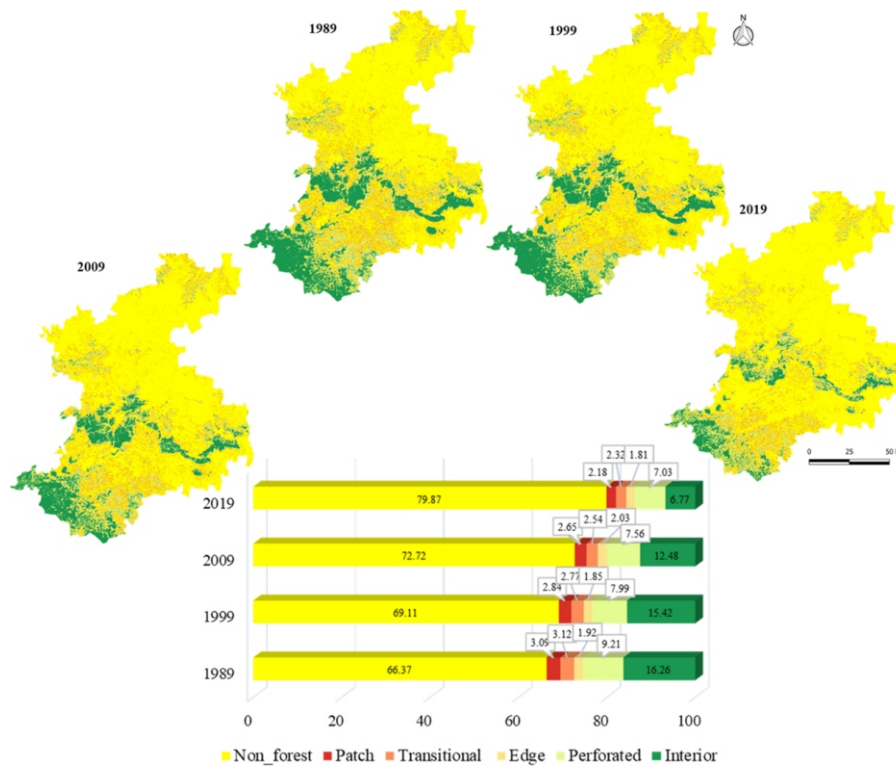 1989
1999
N
2019
2009
0 25 50
2.32 1.81
2.18 7.03
2019 79.87 6.77
2.65 2.54 2.03
7.56
2009 72.72 12.48
2.77 1.85
2.84 7.99
1999 69.11 15.42
3.12 1.92
3.09 9.21
1989 66.37 16.26
0 20 40 60 80 100
Non_forest Patch Transitional Edge Perforated Interior